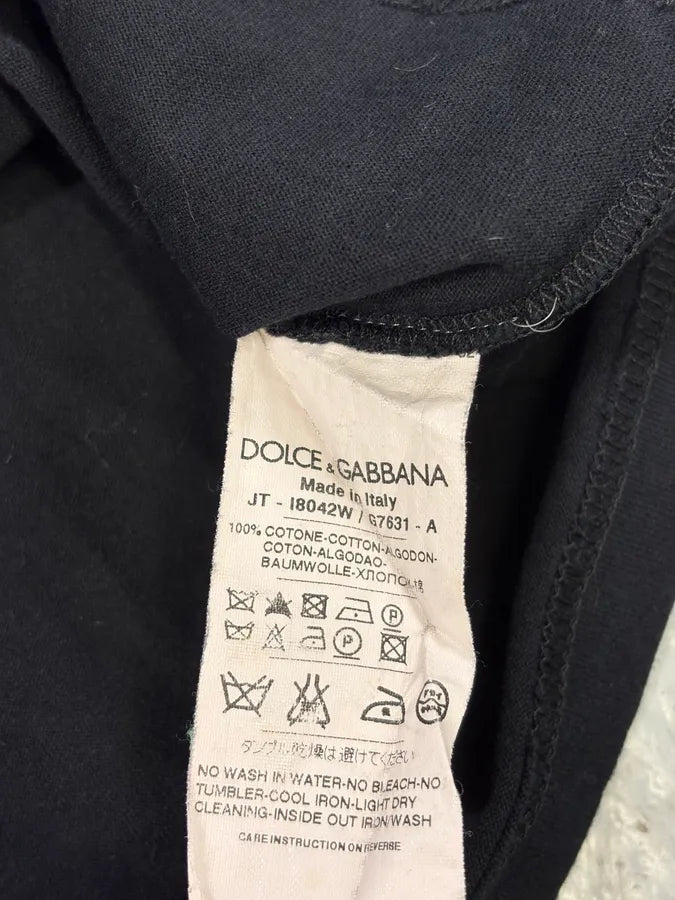 DOLCE & GABBANA
Made in Italy
JT - I8042W / G7631 - A
100% COTONE-COTTON-ALGODON-
COTON-ALGODAO-
BAUMWOLLE-ХЛОПОК-棉
P
P
ダンブル乾燥は避けてください
NO WASH IN WATER-NO BLEACH-NO
TUMBLER-COOL IRON-LIGHT DRY
CLEANING-INSIDE OUT IRON/WASH
CARE INSTRUCTION ON REVERSE